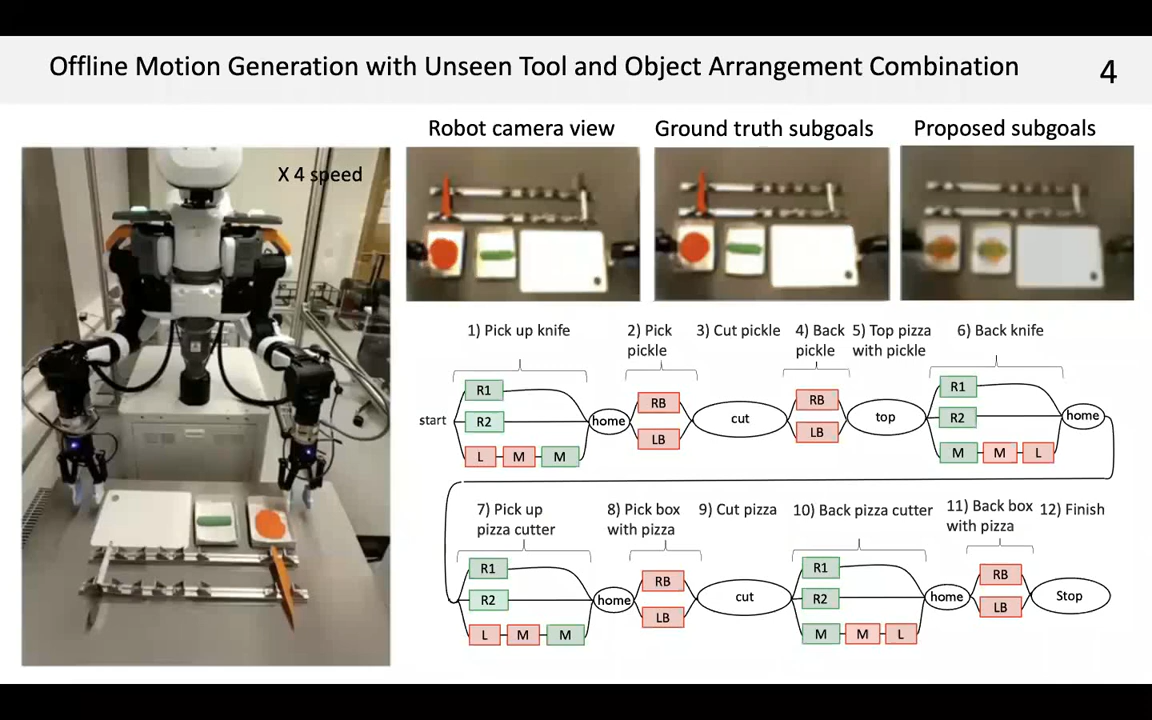 Offline Motion Generation with Unseen Tool and Object Arrangement Combination
4
Robot camera view
Ground truth subgoals
Proposed subgoals
X 4 speed
1) Pick up knife
2) Pick
pickle
3) Cut pickle
4) Back
pickle
5) Top pizza
with pickle
6) Back knife
start
R1
R2
L
M
M
home
RB
LB
cut
RB
LB
top
R1
R2
M
M
L
home
7) Pick up
pizza cutter
8) Pick box
with pizza
9) Cut pizza
10) Back pizza cutter
11) Back box
with pizza
12) Finish
R1
R2
L
M
M
home
RB
LB
cut
R1
R2
M
M
L
home
RB
LB
Stop